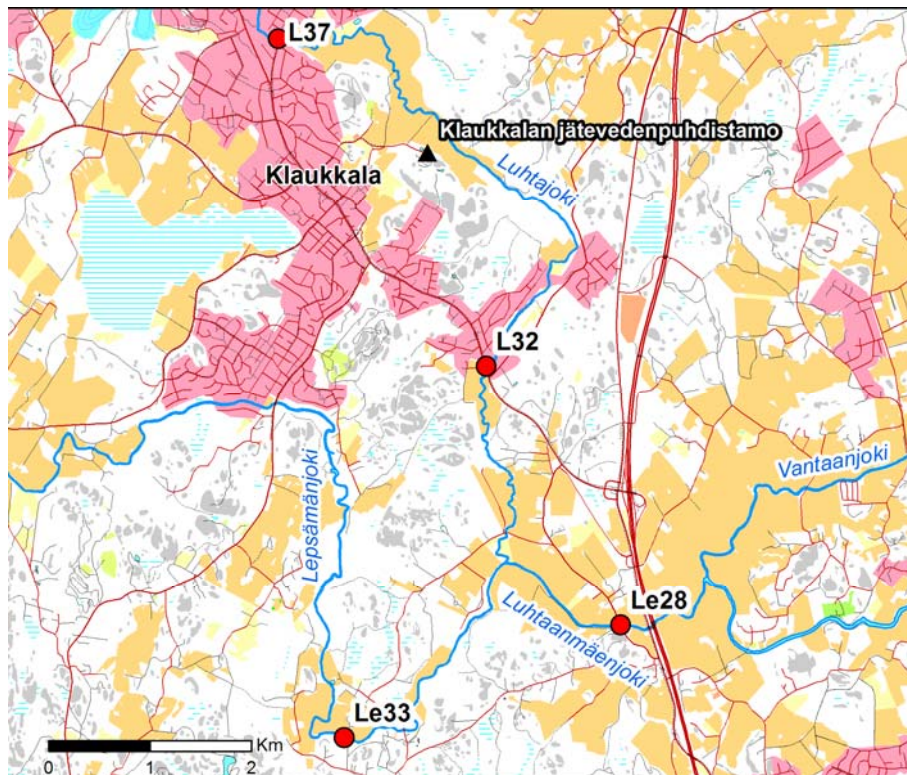 L37
Klaukkalan jätevedenpuhdistamo
Klaukkala
Luhtajoki
L32
Vantaanjoki
Lepsämänjoki
Luhtaanmäenjoki
Le28
Le33
Km
0 1 2